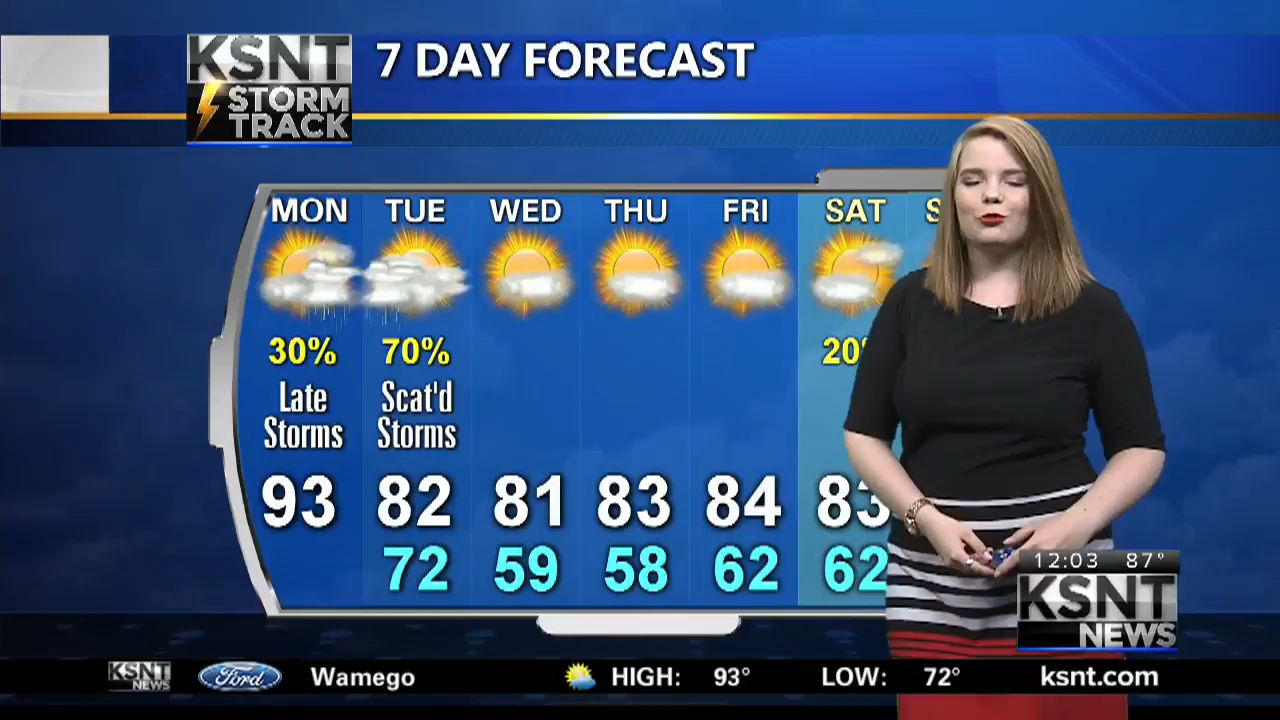 KSNT
STORM
TRACK
7 DAY FORECAST
MON TUE WED THU FRI SAT S
30% 70% 20%
Late Scat'd
Storms Storms
93 82 81 83 84 83
72 59 58 62 62
12:03 87°
KSNT
NEWS
KSNT NEWS Ford Wamego HIGH: 93° LOW: 72° ksnt.com